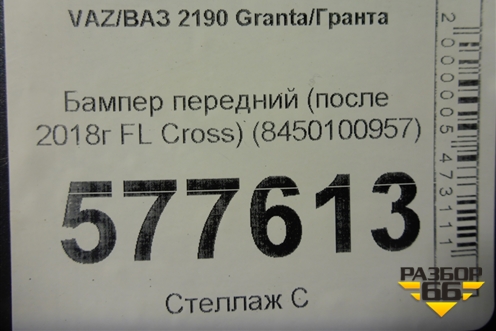 VAZ/ВАЗ 2190 Granta/Гранта
Бампер передний (после
2018г FL Cross) (8450100957)
577613
Стеллаж С
2000005473111
РАЗБОР
66